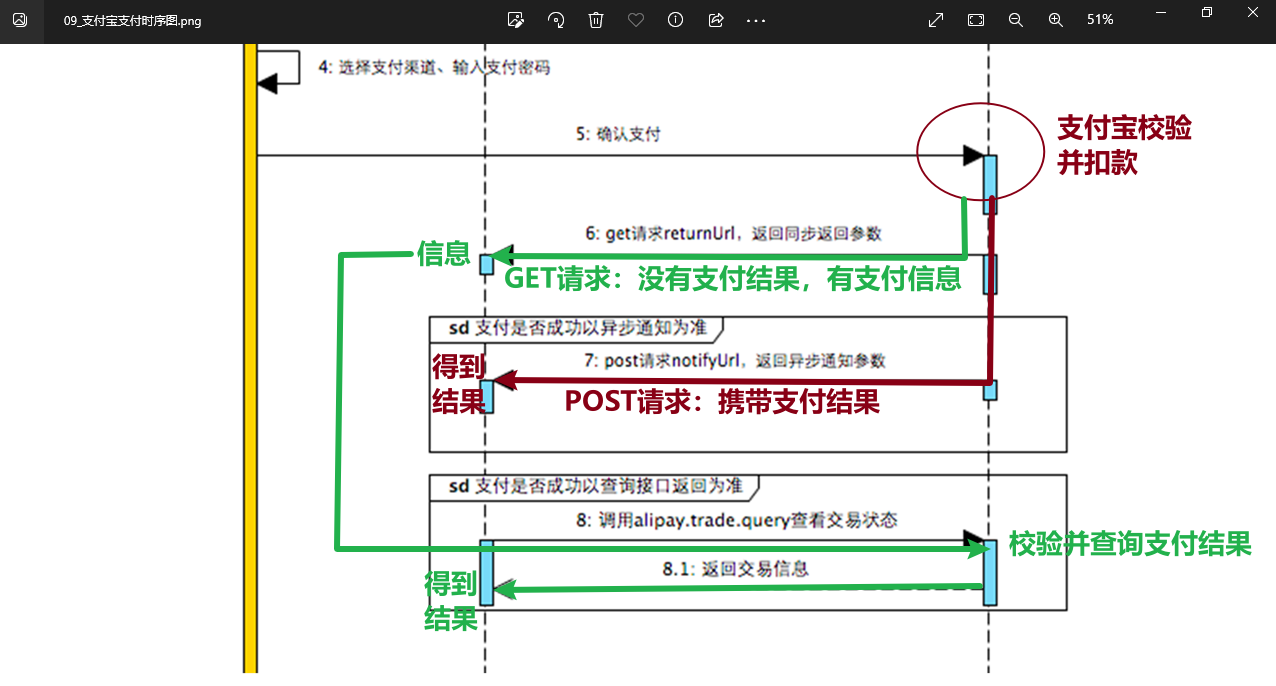 09_支付宝支付时序图.png
51%
4: 选择支付渠道、输入支付密码
5: 确认支付
支付宝校验
并扣款
6: get请求returnUrl，返回同步返回参数
信息
GET请求：没有支付结果，有支付信息
sd 支付是否成功以异步通知为准
7: post请求notifyUrl，返回异步通知参数
得到
结果
POST请求：携带支付结果
sd 支付是否成功以查询接口返回为准
8: 调用alipay.trade.query查看交易状态
校验并查询支付结果
8.1: 返回交易信息
得到
结果